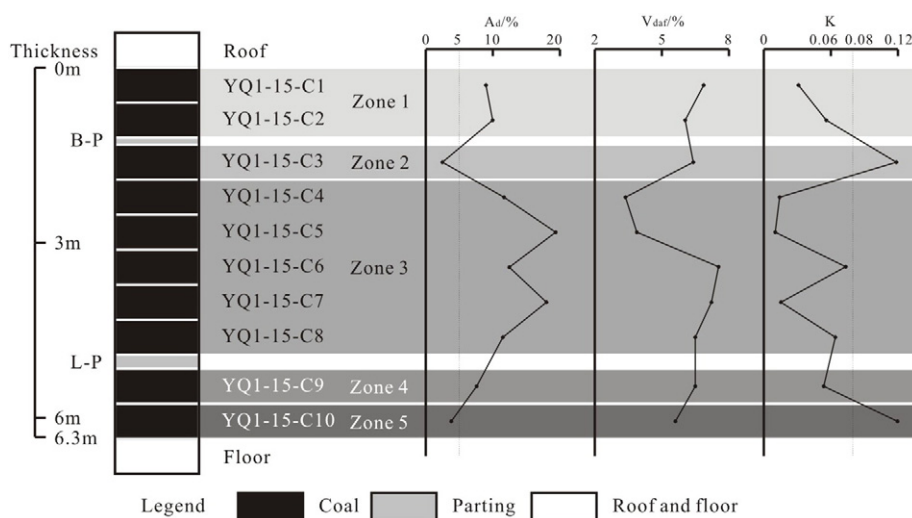 Ad/% Vdaf/% K
0 5 10 20 2 5 8 0 0.06 0.08 0.12
Thickness Roof
0m
YQ1-15-C1
Zone 1
YQ1-15-C2
B-P
YQ1-15-C3 Zone 2
YQ1-15-C4
YQ1-15-C5
3m
YQ1-15-C6 Zone 3
YQ1-15-C7
YQ1-15-C8
L-P
YQ1-15-C9 Zone 4
6m YQ1-15-C10 Zone 5
6.3m
Floor
Legend Coal Parting Roof and floor